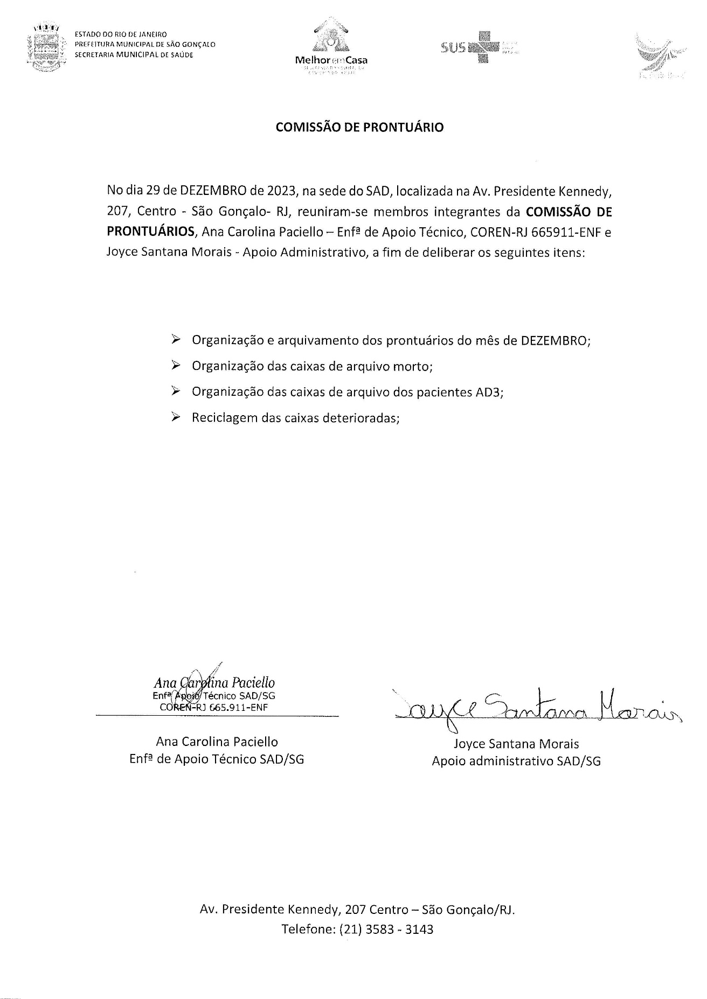 ESTADO DO RIO DE JANEIRO
PREFEITURA MUNICIPAL DE SÃO GONÇALO
SECRETARIA MUNICIPAL DE SAÚDE
MelhoremCasa
SUS
COMISSÃO DE PRONTUÁRIO
No dia 29 de DEZEMBRO de 2023, na sede do SAD, localizada na Av. Presidente Kennedy,
207, Centro - São Gonçalo- RJ, reuniram-se membros integrantes da COMISSÃO DE
PRONTUÁRIOS, Ana Carolina Paciello – Enfª de Apoio Técnico, COREN-RJ 665911-ENF e
Joyce Santana Morais - Apoio Administrativo, a fim de deliberar os seguintes itens:
➢ Organização e arquivamento dos prontuários do mês de DEZEMBRO;
➢ Organização das caixas de arquivo morto;
➢ Organização das caixas de arquivo dos pacientes AD3;
➢ Reciclagem das caixas deterioradas;
Ana Carolina Paciello
Enfª Apoio Técnico SAD/SG
COREN-RJ 665.911-ENF
Joyce Santana Morais
Ana Carolina Paciello
Enfª de Apoio Técnico SAD/SG
Joyce Santana Morais
Apoio administrativo SAD/SG
Av. Presidente Kennedy, 207 Centro – São Gonçalo/RJ.
Telefone: (21) 3583 - 3143